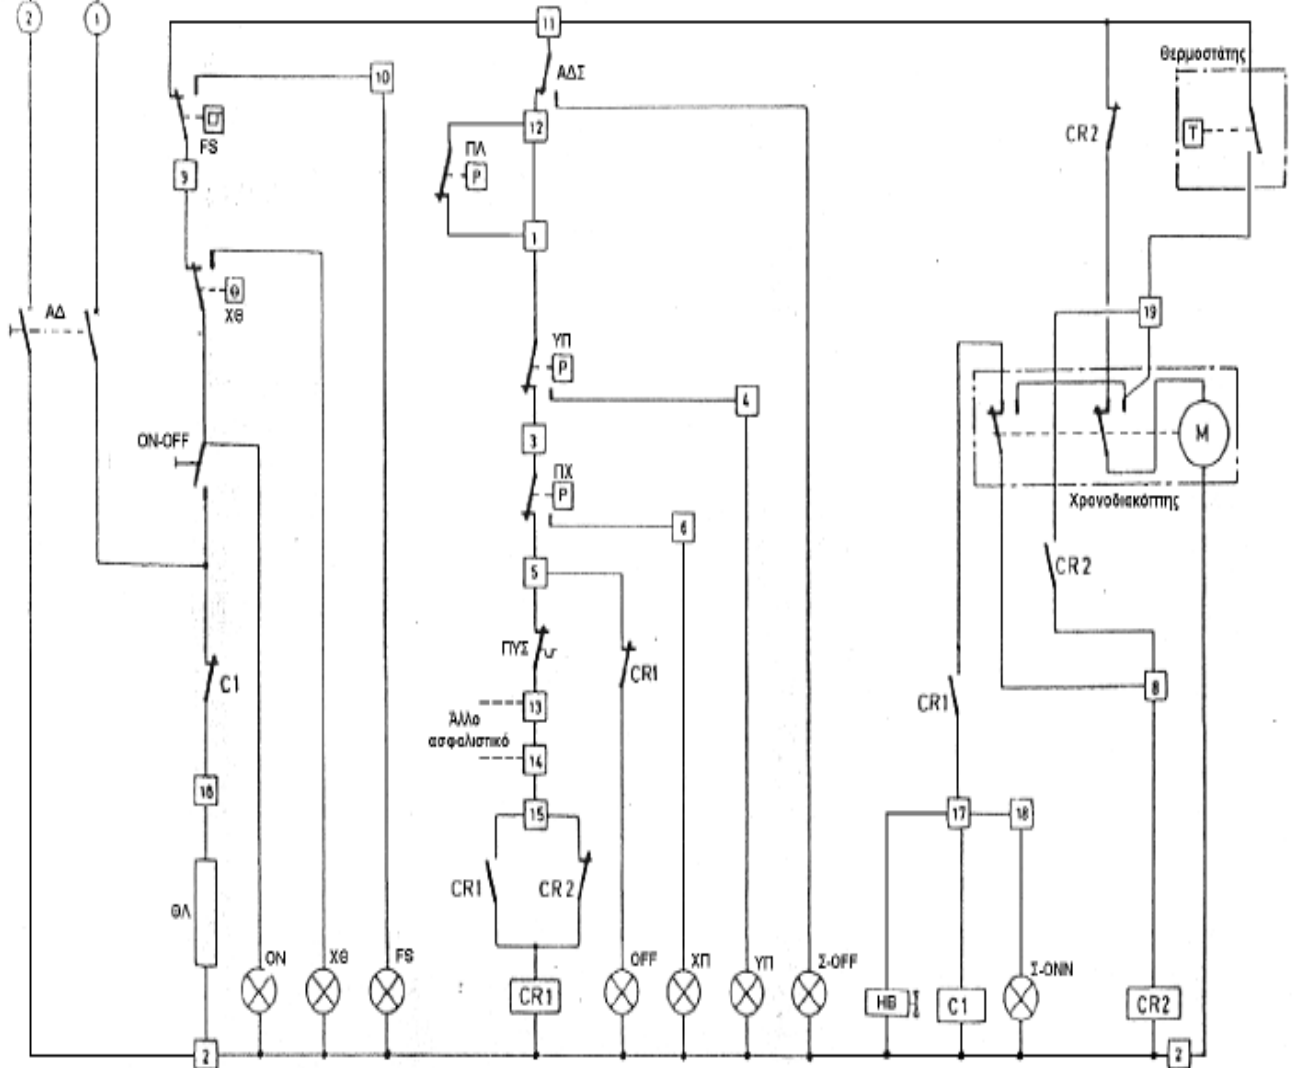 2
1
11
Θερμοστάτης
10
ΑΔΣ
FS
12
CR2
T
ΠΛ
P
9
1
θ
ΧΘ
ΑΔ
19
ΥΠ
P
4
ON-OFF
3
M
ΠΧ
P
Χρονοδιακόπτης
6
5
CR2
ΠΥΣ
CR1
C1
8
13
CR1
Άλλο
ασφαλιστικό
14
16
15
17
18
CR1
CR2
ΘΛ
ON
ΧΘ
FS
OFF
ΧΠ
ΥΠ
Σ-OFF
Σ-ONN
CR1
HB
C1
CR2
2
2